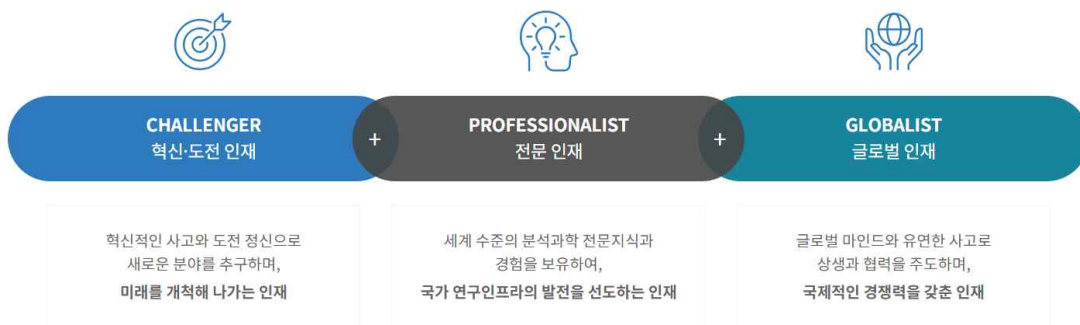 CHALLENGER
혁신·도전 인재
+
PROFESSIONALIST
전문 인재
+
GLOBALIST
글로벌 인재
혁신적인 사고와 도전 정신으로
새로운 분야를 추구하며,
미래를 개척해 나가는 인재
세계 수준의 분석과학 전문지식과
경험을 보유하여,
국가 연구인프라의 발전을 선도하는 인재
글로벌 마인드와 유연한 사고로
상생과 협력을 주도하며,
국제적인 경쟁력을 갖춘 인재